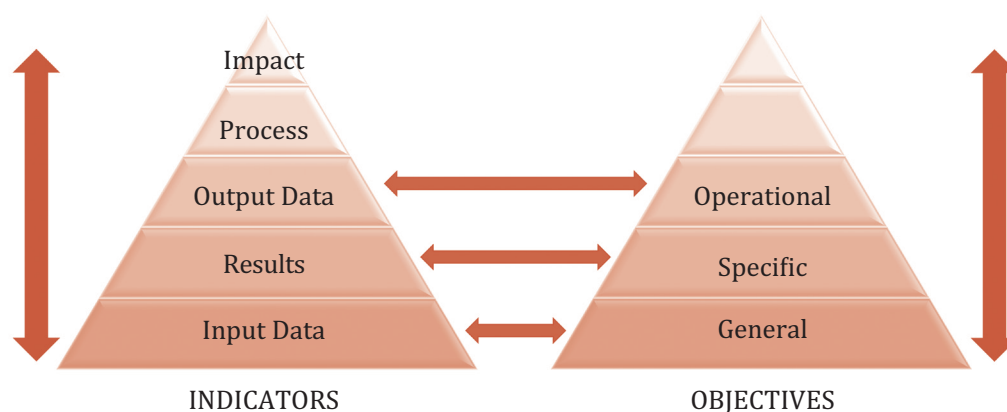 Impact
Process
Output Data
Operational
Results
Specific
Input Data
General
INDICATORS
OBJECTIVES